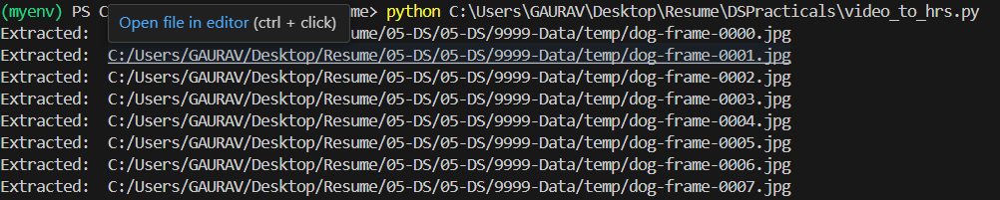 (myenv) PS C
Open file in editor (ctrl + click)
me> python C:\Users\GAURAV\Desktop\Resume\DSPracticals\video_to_hrs.py
Extracted: rame/Resume/05-DS/05-DS/9999-Data/temp/dog-frame-0000.jpg
Extracted: C:/Users/GAURAV/Desktop/Resume/05-DS/05-DS/9999-Data/temp/dog-frame-0001.jpg
Extracted: C:/Users/GAURAV/Desktop/Resume/05-DS/05-DS/9999-Data/temp/dog-frame-0002.jpg
Extracted: C:/Users/GAURAV/Desktop/Resume/05-DS/05-DS/9999-Data/temp/dog-frame-0003.jpg
Extracted: C:/Users/GAURAV/Desktop/Resume/05-DS/05-DS/9999-Data/temp/dog-frame-0004.jpg
Extracted: C:/Users/GAURAV/Desktop/Resume/05-DS/05-DS/9999-Data/temp/dog-frame-0005.jpg
Extracted: C:/Users/GAURAV/Desktop/Resume/05-DS/05-DS/9999-Data/temp/dog-frame-0006.jpg
Extracted: C:/Users/GAURAV/Desktop/Resume/05-DS/05-DS/9999-Data/temp/dog-frame-0007.jpg